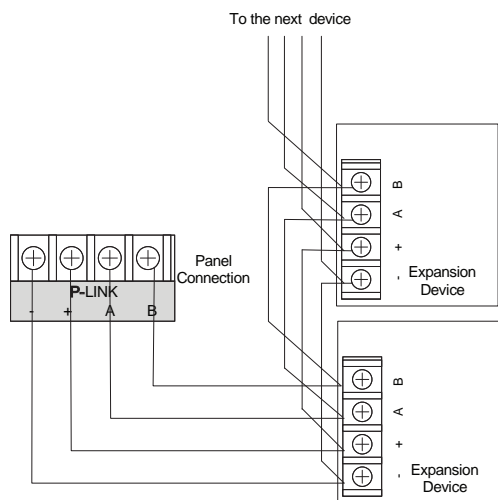 To the next device
B
A
+
-
Expansion
Device
Panel
Connection
P-LINK
- + A B
B
A
+
-
Expansion
Device